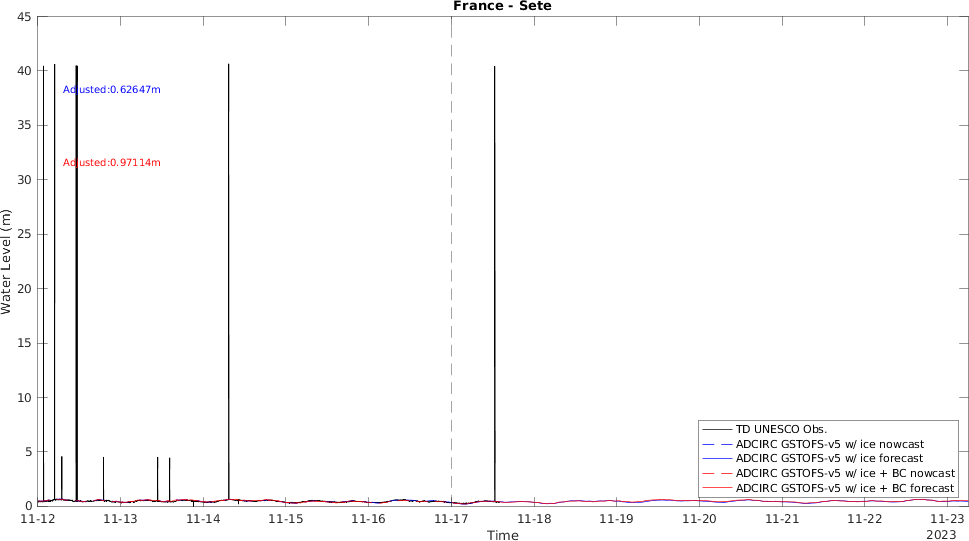 France - Sete
Water Level (m)
45
40
35
30
25
20
15
10
5
0
Adjusted:0.62647m
Adjusted:0.97114m
TD UNESCO Obs.
ADCIRC GSTOFS-v5 w/ ice nowcast
ADCIRC GSTOFS-v5 w/ ice forecast
ADCIRC GSTOFS-v5 w/ ice + BC nowcast
ADCIRC GSTOFS-v5 w/ ice + BC forecast
11-12 11-13 11-14 11-15 11-16 11-17 11-18 11-19 11-20 11-21 11-22 11-23
Time
2023